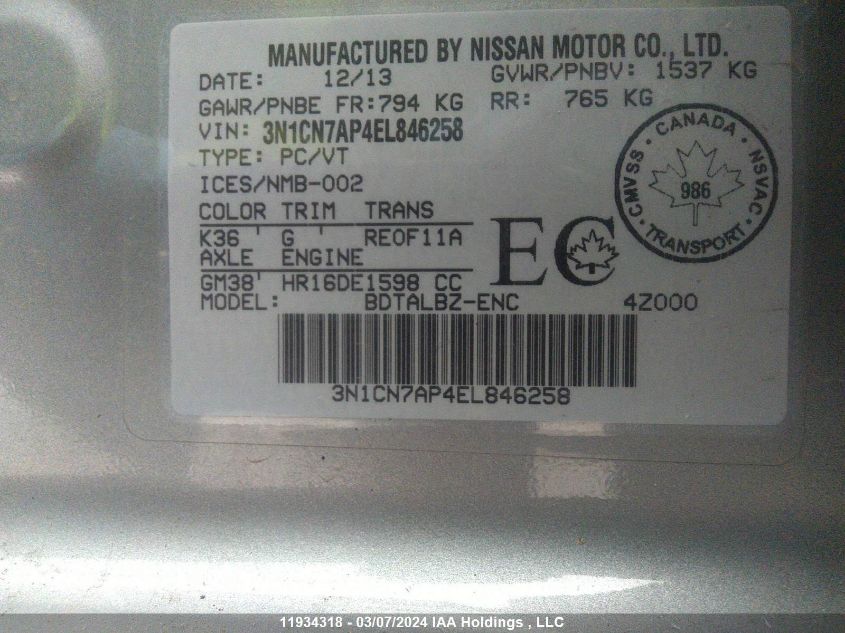 MANUFACTURED BY NISSAN MOTOR CO., LTD.
DATE: 12/13 GVWR/PNBV: 1537 KG
GAWR/PNBE FR:794 KG RR: 765 KG
VIN: 3N1CN7AP4EL846258
TYPE: PC/VT
ICES/NMB-002
COLOR TRIM TRANS
K36 ' G ' RE0F11A
AXLE ENGINE
GM38' HR16DE1598 CC
MODEL: BDTALBZ-ENC 4Z000
EC
· CANADA · NSVAC · TRANSPORT · CMVSS
986
3N1CN7AP4EL846258
11934318 - 03/07/2024 IAA Holdings , LLC